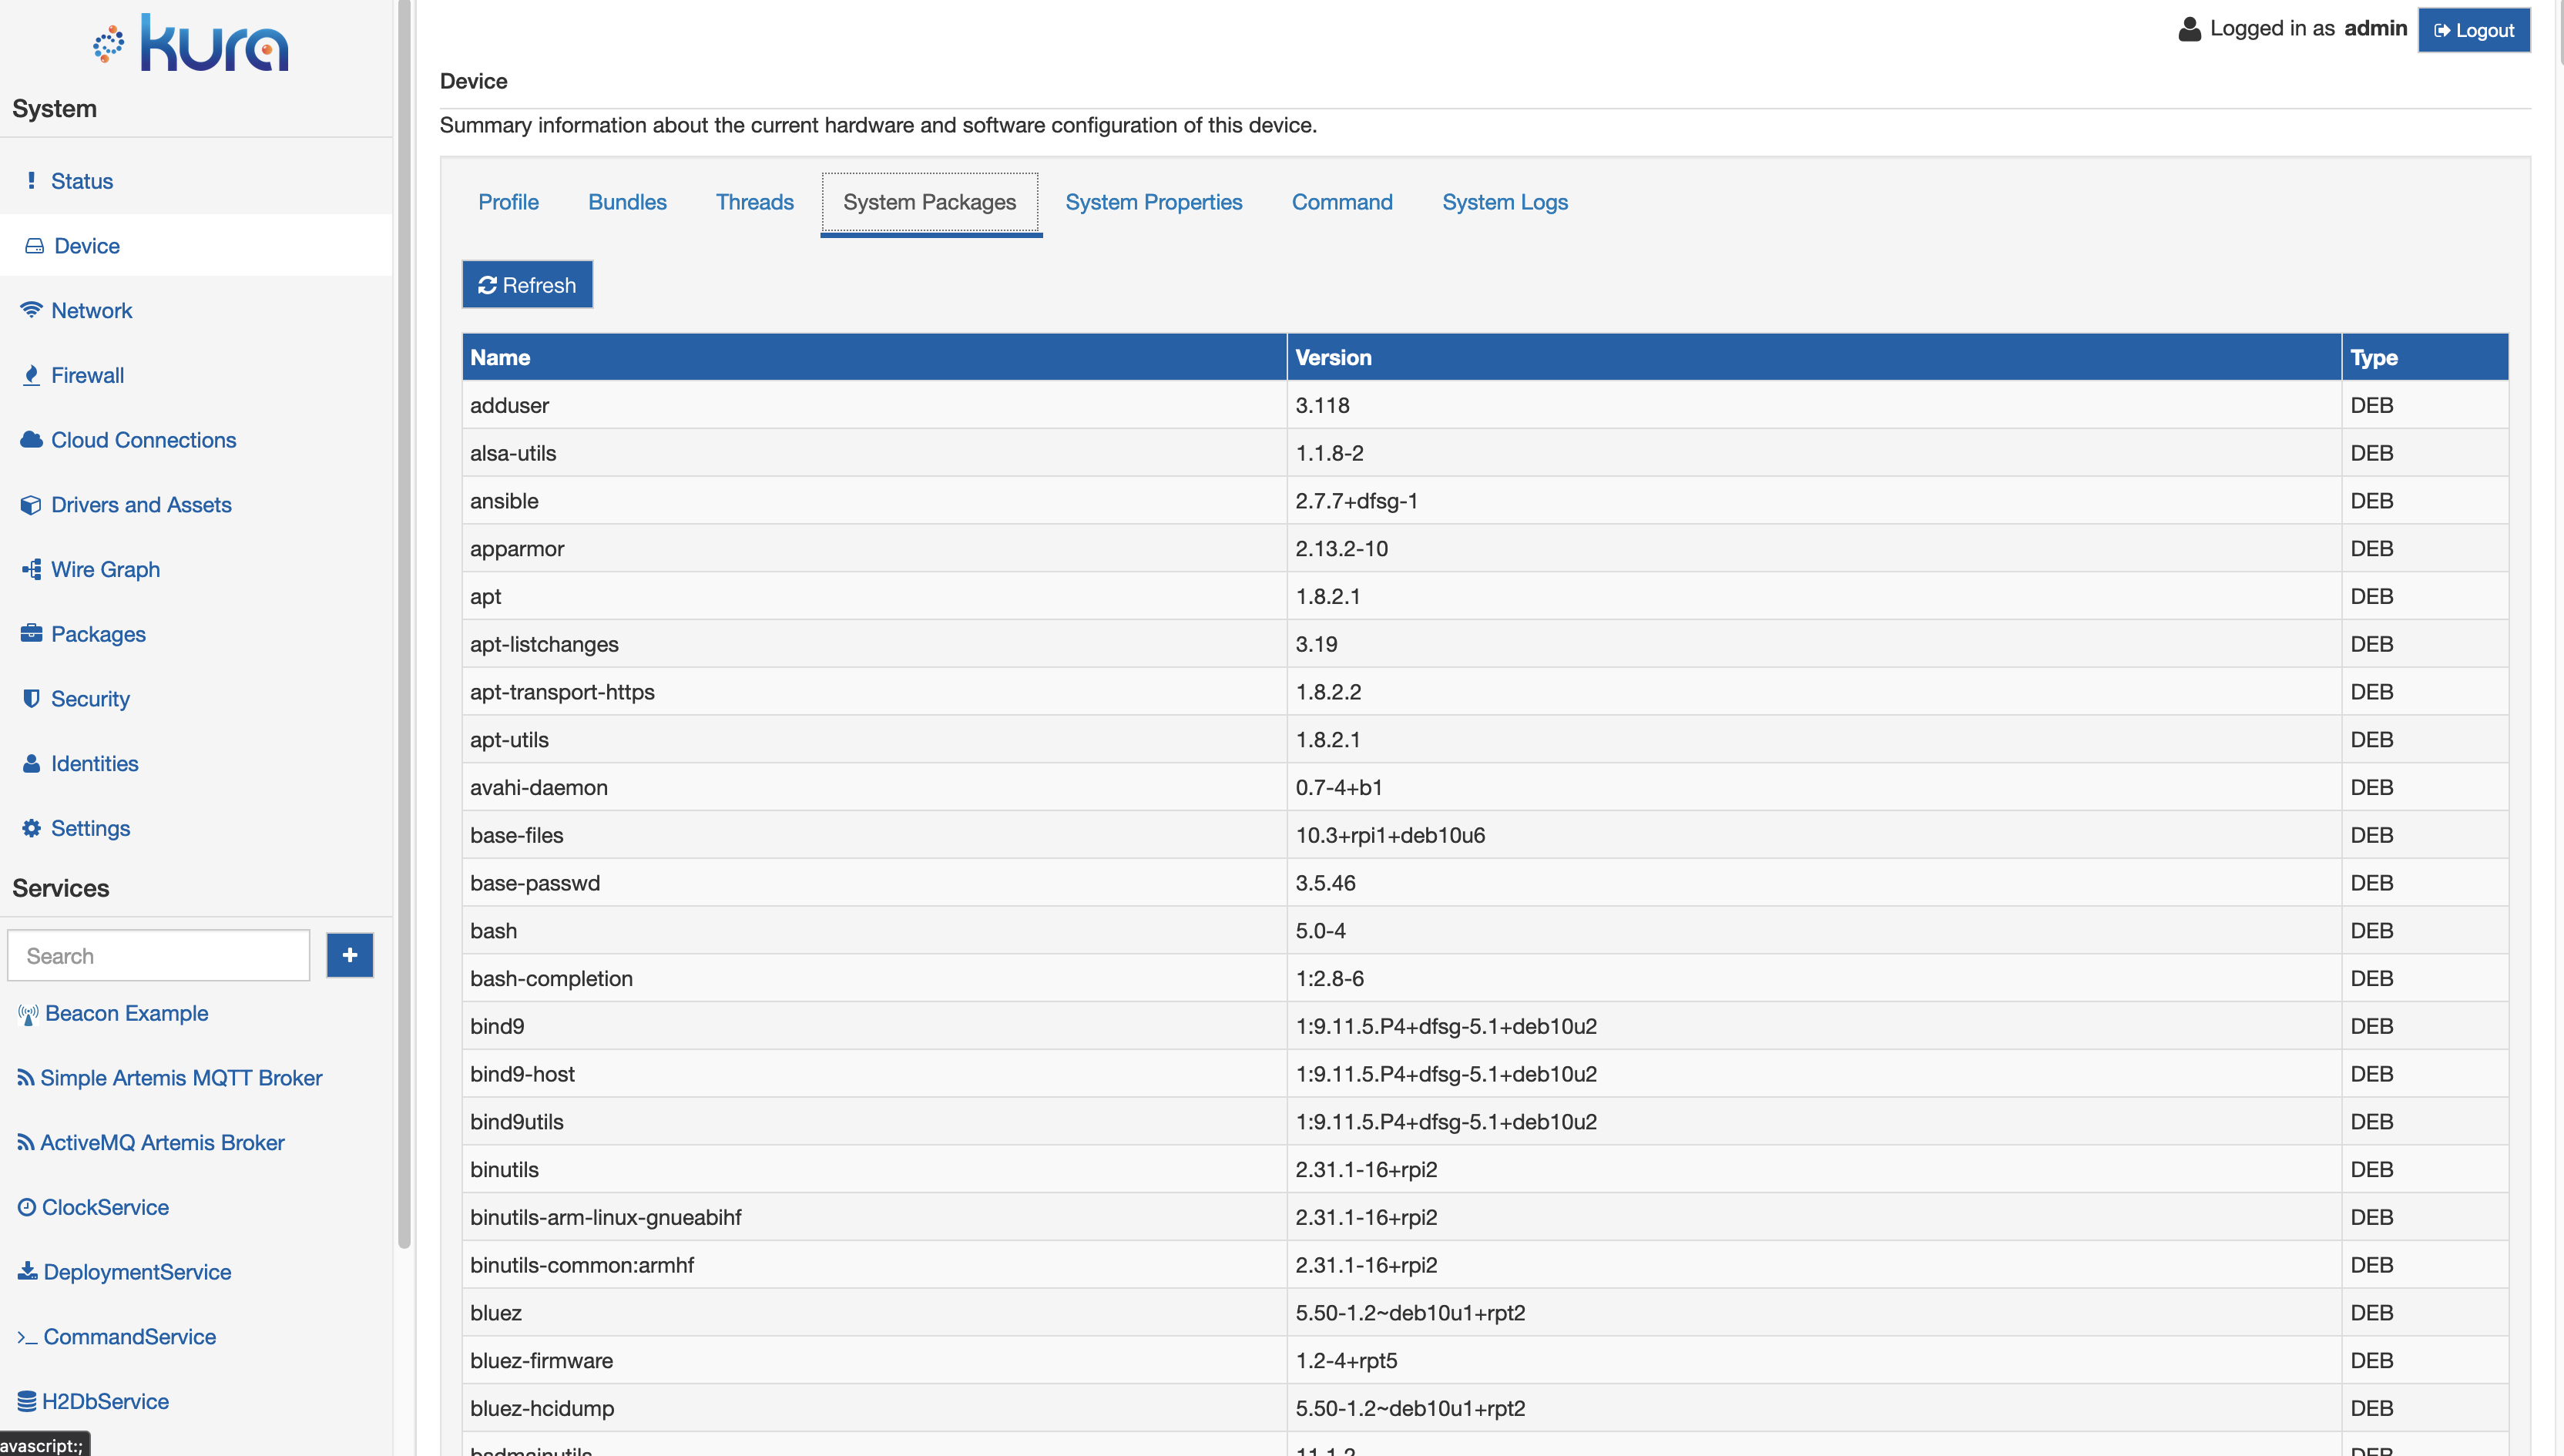 kura
Logged in as admin
Logout
System
Status
Device
Network
Firewall
Cloud Connections
Drivers and Assets
Wire Graph
Packages
Security
Identities
Settings
Services
Search
+
Beacon Example
Simple Artemis MQTT Broker
ActiveMQ Artemis Broker
ClockService
DeploymentService
CommandService
H2DbService
avascript:;
Device
Summary information about the current hardware and software configuration of this device.
Profile Bundles Threads System Packages System Properties Command System Logs
Refresh
Name Version Type
adduser 3.118 DEB
alsa-utils 1.1.8-2 DEB
ansible 2.7.7+dfsg-1 DEB
apparmor 2.13.2-10 DEB
apt 1.8.2.1 DEB
apt-listchanges 3.19 DEB
apt-transport-https 1.8.2.2 DEB
apt-utils 1.8.2.1 DEB
avahi-daemon 0.7-4+b1 DEB
base-files 10.3+rpi1+deb10u6 DEB
base-passwd 3.5.46 DEB
bash 5.0-4 DEB
bash-completion 1:2.8-6 DEB
bind9 1:9.11.5.P4+dfsg-5.1+deb10u2 DEB
bind9-host 1:9.11.5.P4+dfsg-5.1+deb10u2 DEB
bind9utils 1:9.11.5.P4+dfsg-5.1+deb10u2 DEB
binutils 2.31.1-16+rpi2 DEB
binutils-arm-linux-gnueabihf 2.31.1-16+rpi2 DEB
binutils-common:armhf 2.31.1-16+rpi2 DEB
bluez 5.50-1.2~deb10u1+rpt2 DEB
bluez-firmware 1.2-4+rpt5 DEB
bluez-hcidump 5.50-1.2~deb10u1+rpt2 DEB
bsdmainutils 11.1.2 DEB